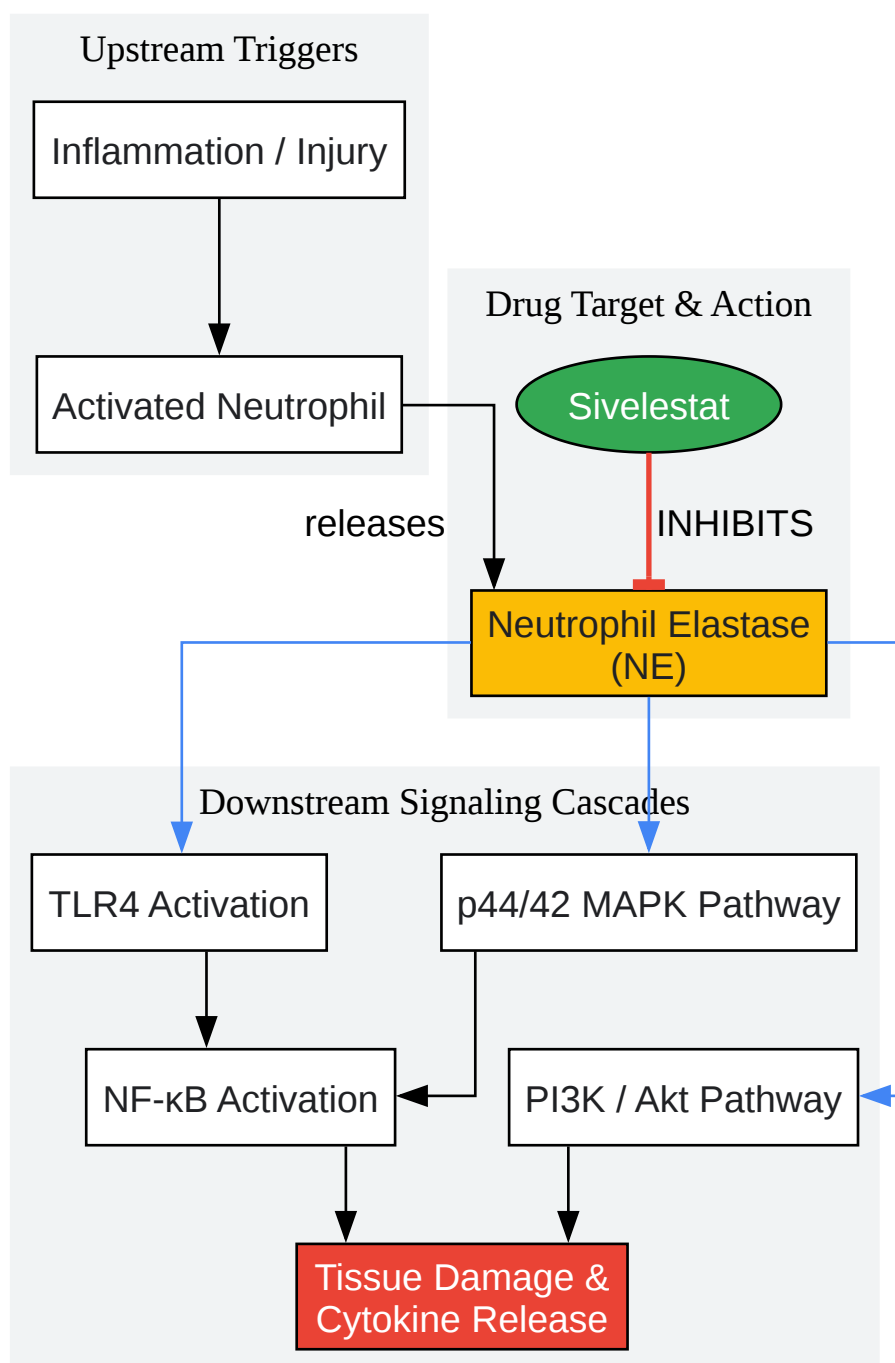 Upstream Triggers
Inflammation / Injury
Drug Target & Action
Activated Neutrophil
Sivelestat
releases
INHIBITS
Neutrophil Elastase
(NE)
Downstream Signaling Cascades
TLR4 Activation
p44/42 MAPK Pathway
NF-κB Activation
PI3K / Akt Pathway
Tissue Damage &
Cytokine Release